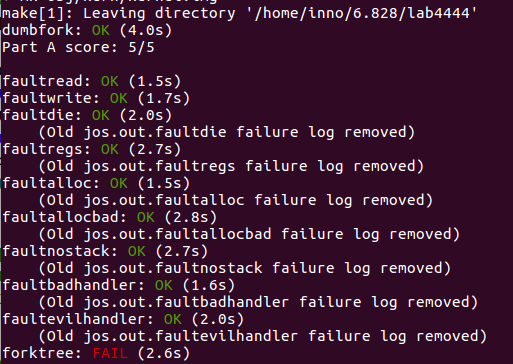 make[1]: Leaving directory '/home/inno/6.828/lab4444'
dumbfork: OK (4.0s)
Part A score: 5/5
faultread: OK (1.5s)
faultwrite: OK (1.7s)
faultdie: OK (2.0s)
(Old jos.out.faultdie failure log removed)
faultregs: OK (2.7s)
(Old jos.out.faultregs failure log removed)
faultalloc: OK (1.5s)
(Old jos.out.faultalloc failure log removed)
faultallocbad: OK (2.8s)
(Old jos.out.faultallocbad failure log removed)
faultnostack: OK (2.7s)
(Old jos.out.faultnostack failure log removed)
faultbadhandler: OK (1.6s)
(Old jos.out.faultbadhandler failure log removed)
faultevilhandler: OK (2.0s)
(Old jos.out.faultevilhandler failure log removed)
forktree: FAIL (2.6s)